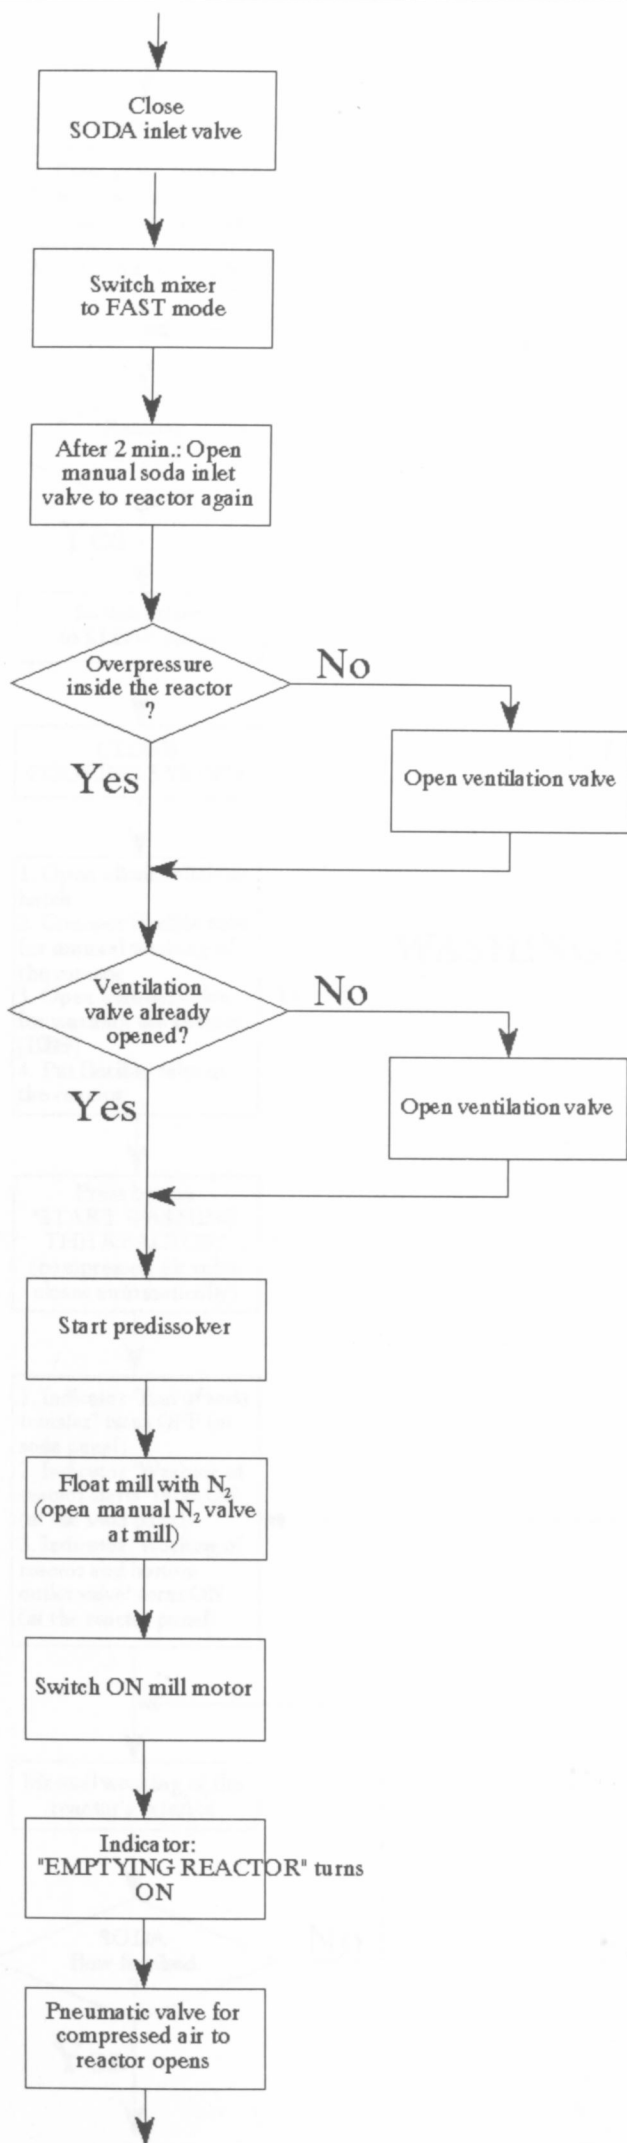 Close
SODA inlet valve
Switch mixer
to FAST mode
After 2 min.: Open
manual soda inlet
valve to reactor again
Overpressure
inside the reactor
?
No
Yes
Open ventilation valve
Ventilation
valve already
opened?
No
Yes
Open ventilation valve
Start predissolver
Float mill with N₂
(open manual N₂ valve
at mill)
Switch ON mill motor
Indicator:
"EMPTYING REACTOR" turns
ON
Pneumatic valve for
compressed air to
reactor opens